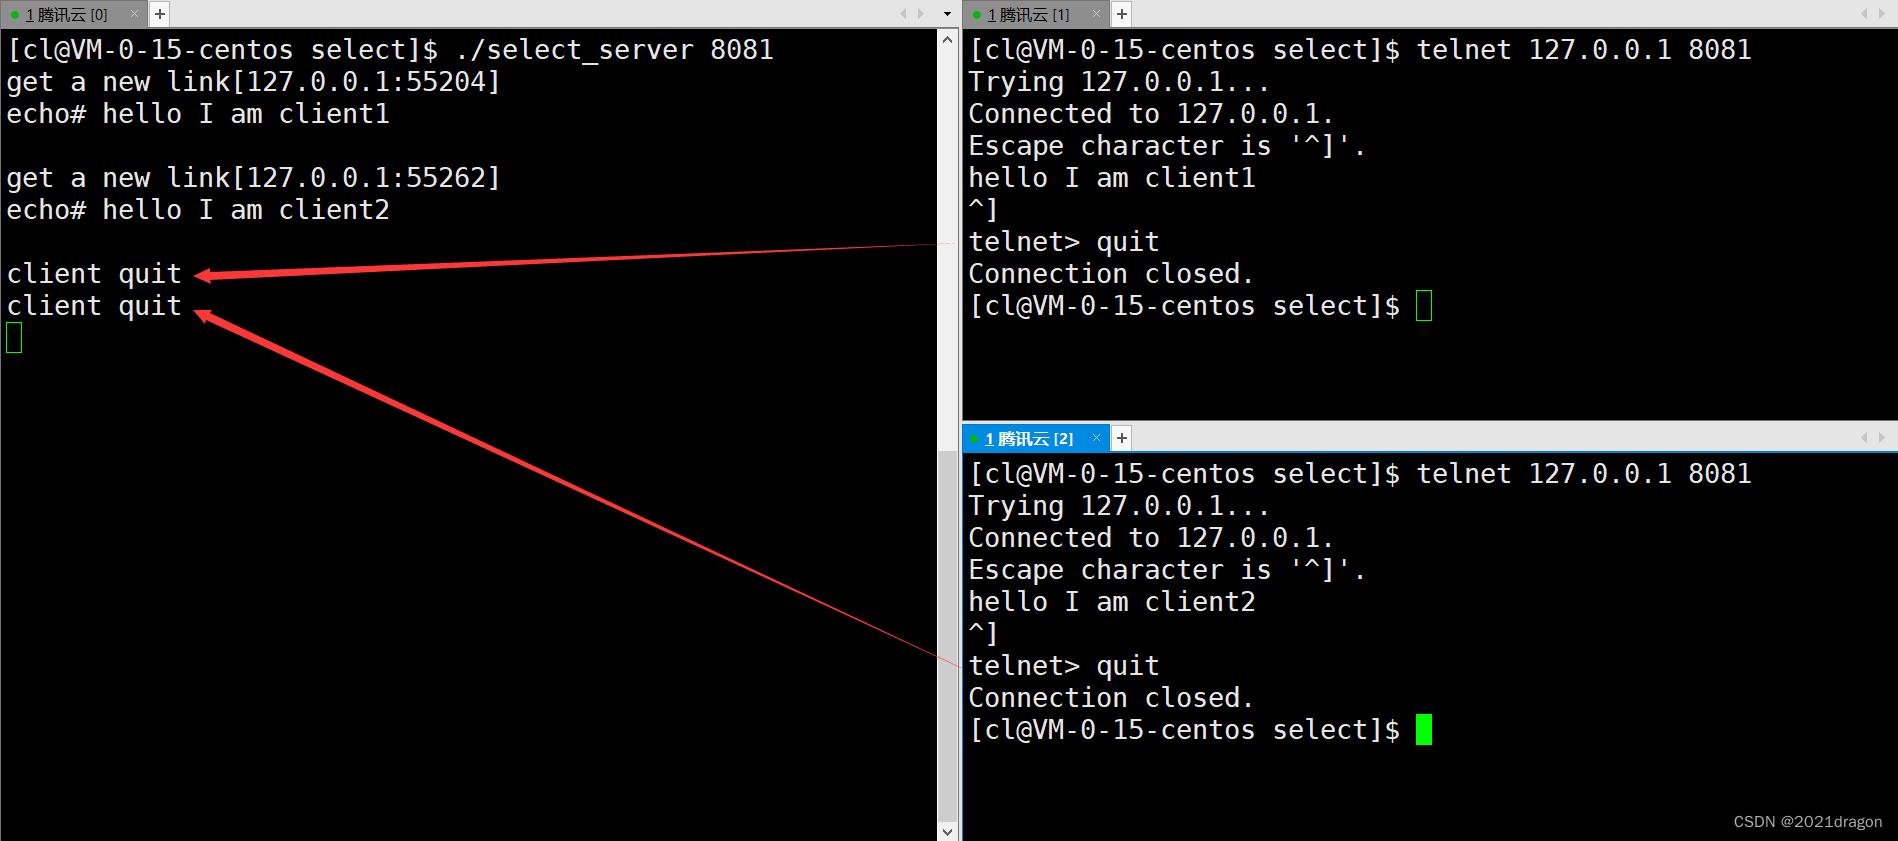 1 腾讯云 [0] × +
[cl@VM-0-15-centos select]$ ./select_server 8081
get a new link[127.0.0.1:55204]
echo# hello I am client1
get a new link[127.0.0.1:55262]
echo# hello I am client2
client quit
client quit
1 腾讯云 [1] × +
[cl@VM-0-15-centos select]$ telnet 127.0.0.1 8081
Trying 127.0.0.1...
Connected to 127.0.0.1.
Escape character is '^]'.
hello I am client1
^]
telnet> quit
Connection closed.
[cl@VM-0-15-centos select]$
1 腾讯云 [2] × +
[cl@VM-0-15-centos select]$ telnet 127.0.0.1 8081
Trying 127.0.0.1...
Connected to 127.0.0.1.
Escape character is '^]'.
hello I am client2
^]
telnet> quit
Connection closed.
[cl@VM-0-15-centos select]$
CSDN @2021dragon